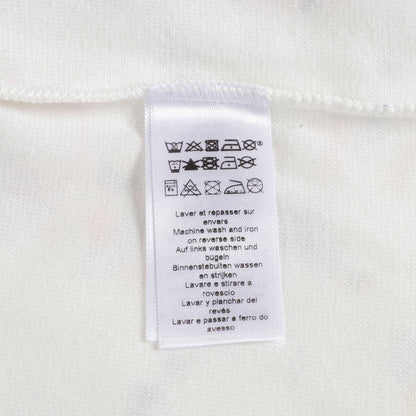 ®
Laver et repasser sur
envers
Machine wash and iron
on reverse side
Auf links waschen und
bügeln
Binnenstebuiten wassen
en strijken
Lavare e stirare a
rovescio
Lavar y planchar del
revés
Lavar e passar a ferro do
avesso